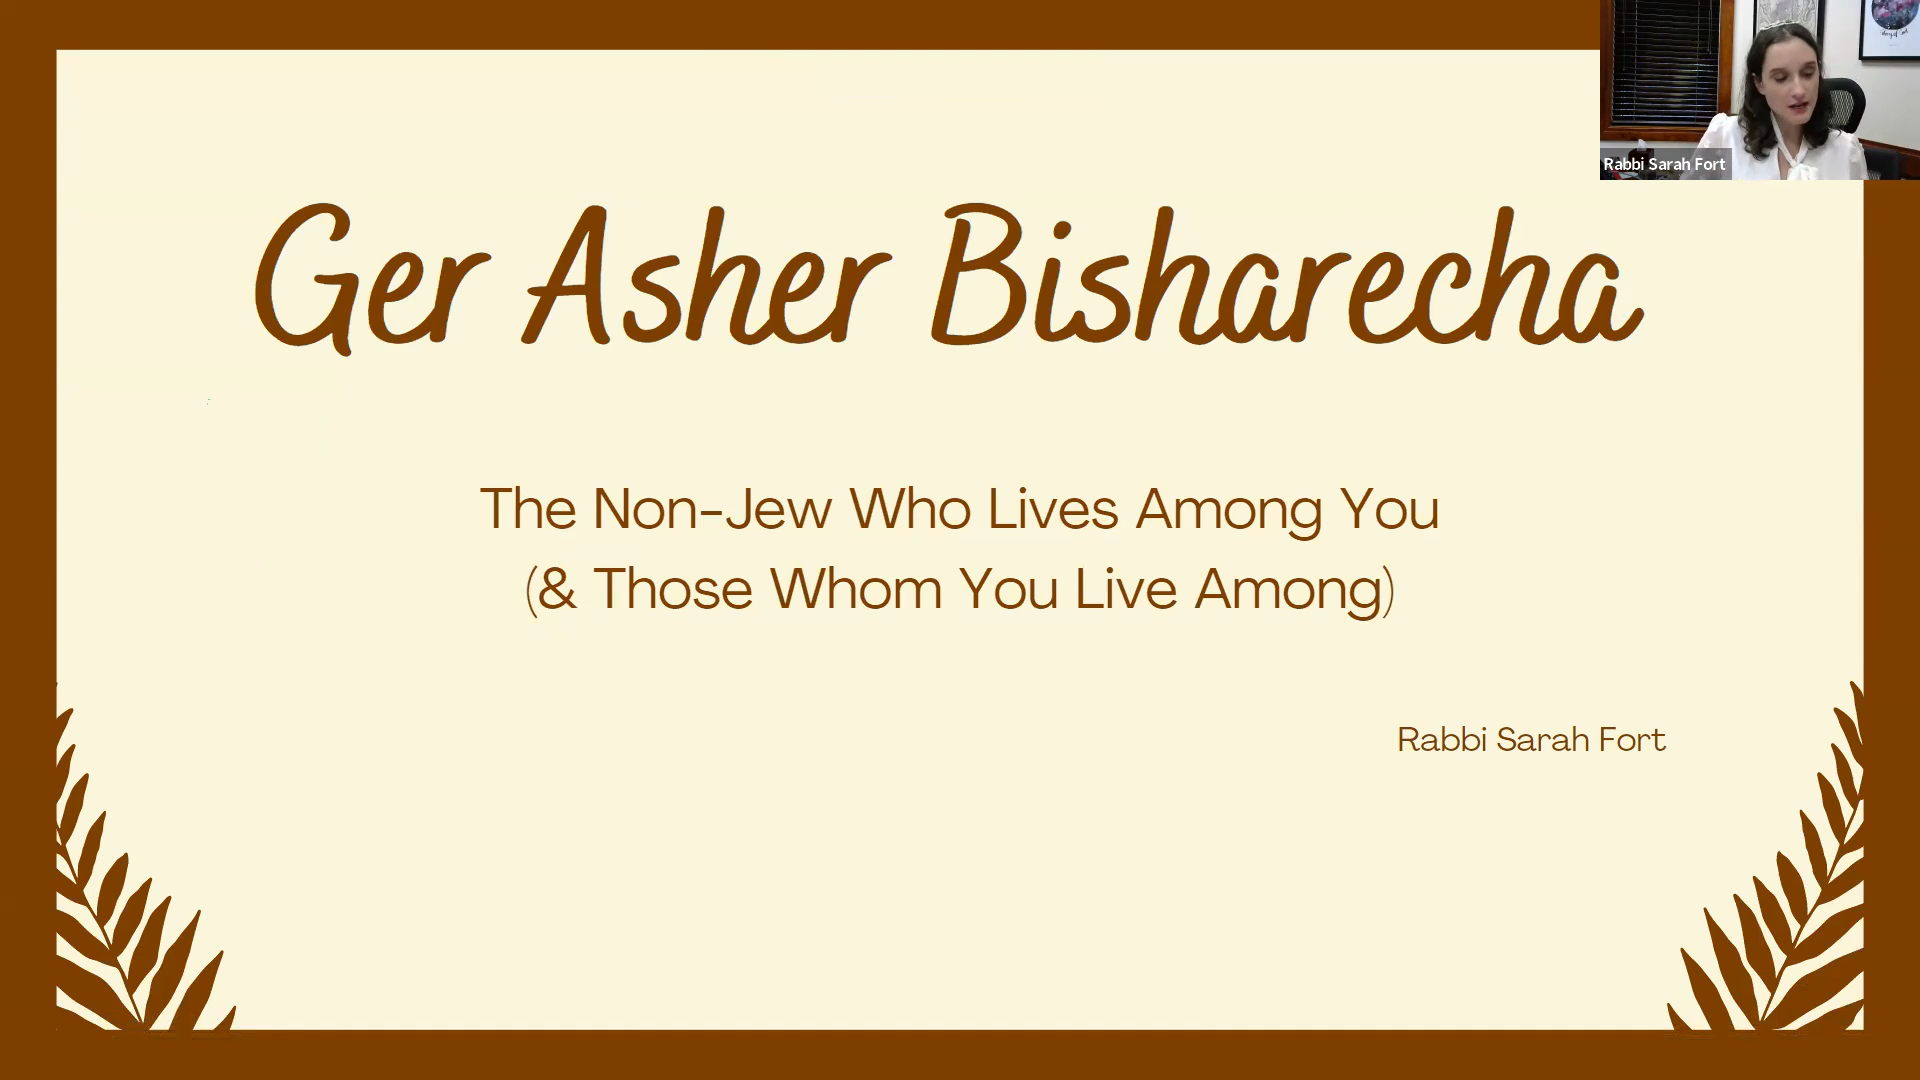 Ger Asher Bisharecha
The Non-Jew Who Lives Among You
(& Those Whom You Live Among)
Rabbi Sarah Fort
Rabbi Sarah Fort